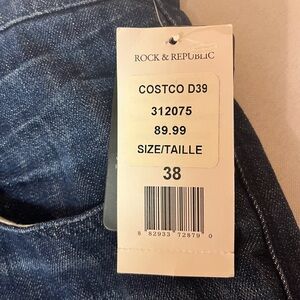 ROCK & REPUBLIC
COSTCO D39
312075
89.99
SIZE/TAILLE
38
8 82933 72879 0